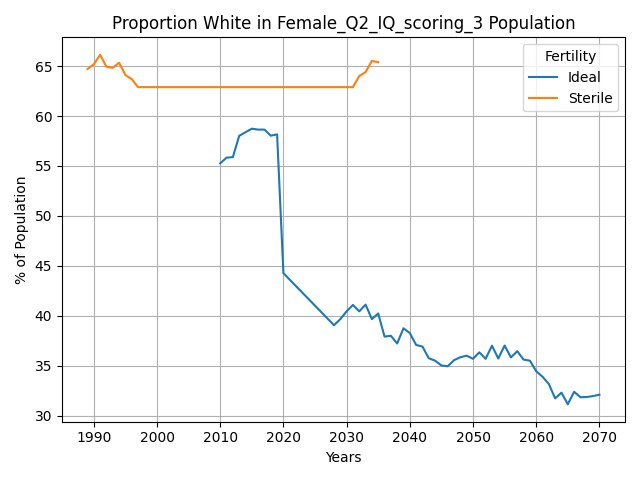 Proportion White in Female_Q2_IQ_scoring_3 Population
Fertility
Ideal
Sterile
% of Population
65
60
55
50
45
40
35
30
1990
2000
2010
2020
2030
2040
2050
2060
2070
Years